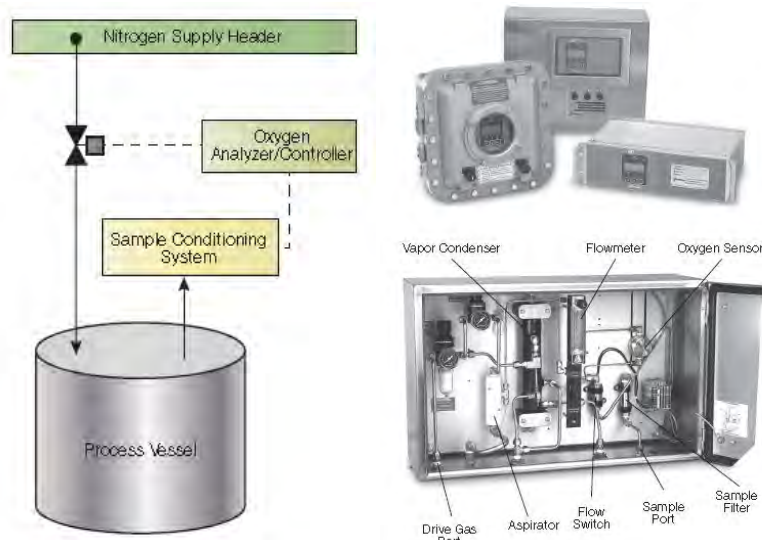 Nitrogen Supply Header
Oxygen
Analyzer/Controller
Sample Conditioning
System
Process Vessel
Vapor Condenser
Flowmeter
Oxygen Sensor
Drive Gas
Port
Aspirator
Flow
Switch
Sample
Port
Sample
Filter